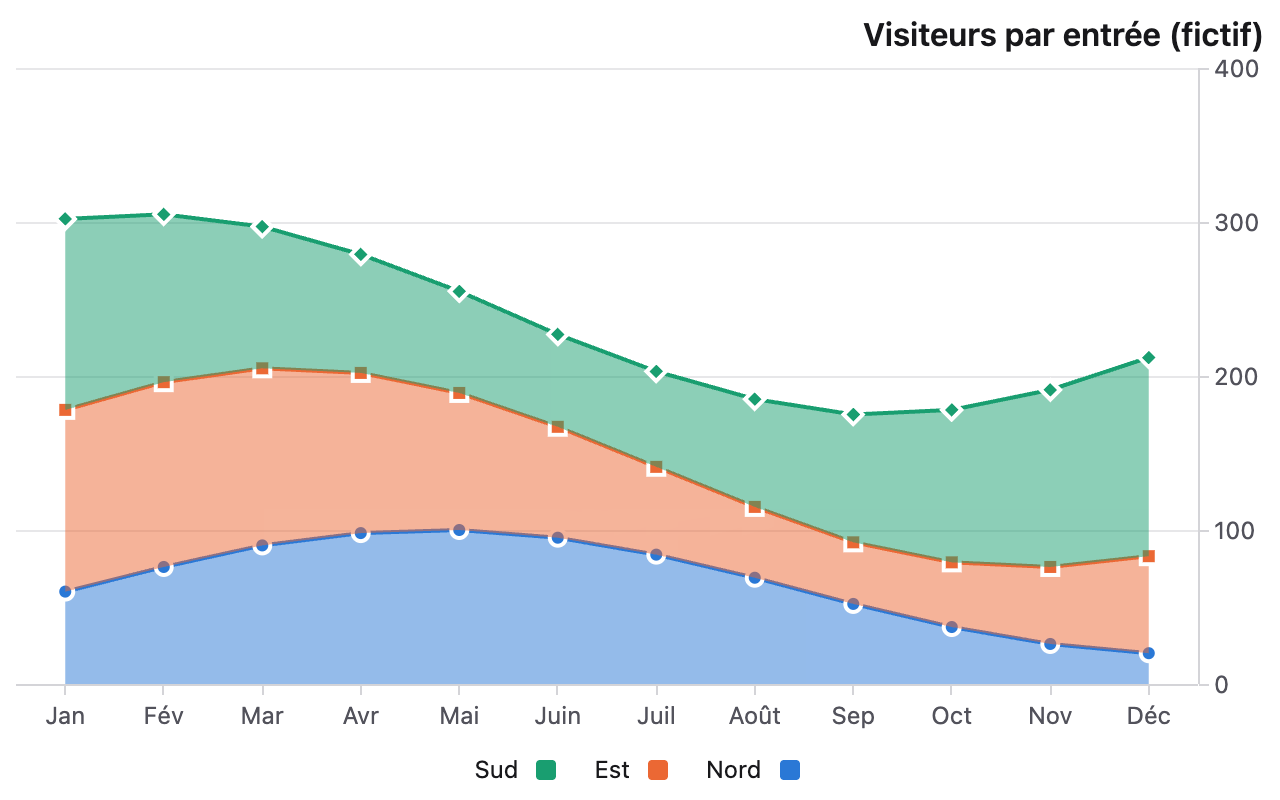 Visiteurs par entrée (fictif)
400
300
200
100
0
Jan Fév Mar Avr Mai Juin Juil Août Sep Oct Nov Déc
Sud Est Nord